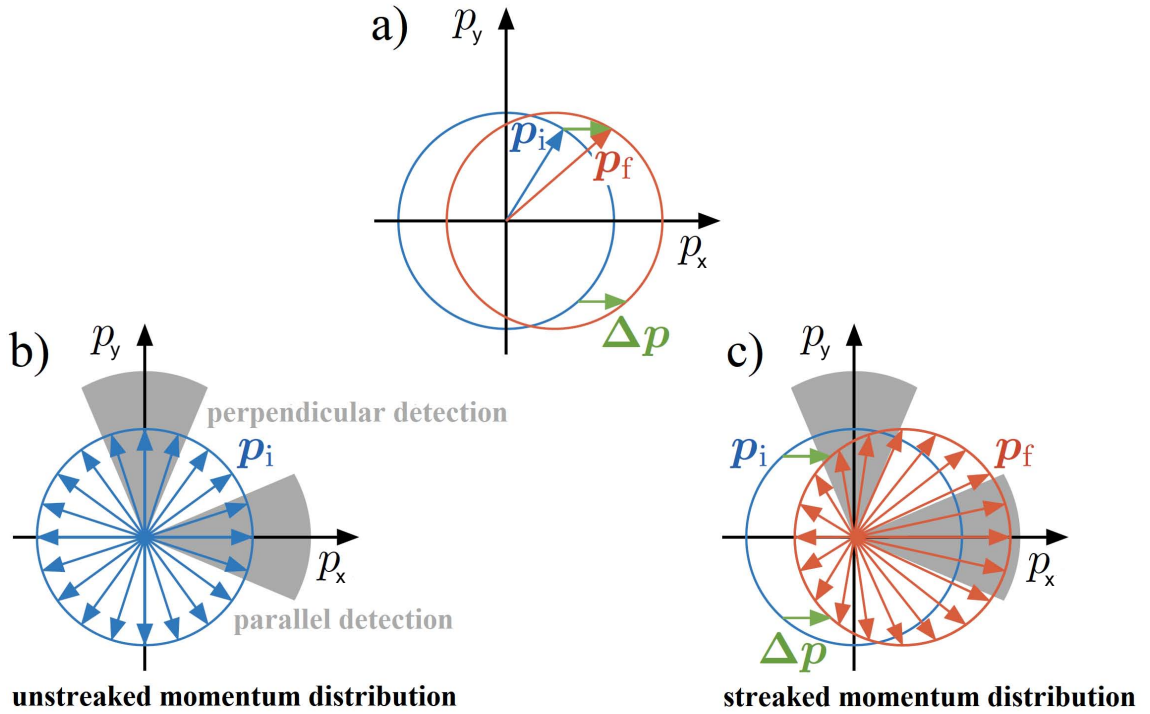 a)
p_y
p_i
p_f
p_x
Δp
b)
p_y
perpendicular detection
p_i
p_x
parallel detection
unstreaked momentum distribution
c)
p_y
p_i
p_f
p_x
Δp
streaked momentum distribution